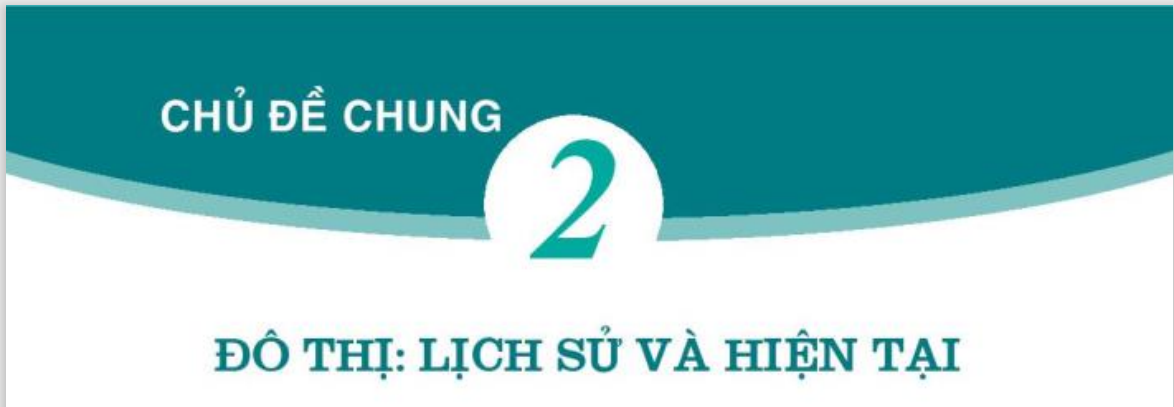 CHỦ ĐỀ CHUNG
2
ĐÔ THỊ: LỊCH SỬ VÀ HIỆN TẠI